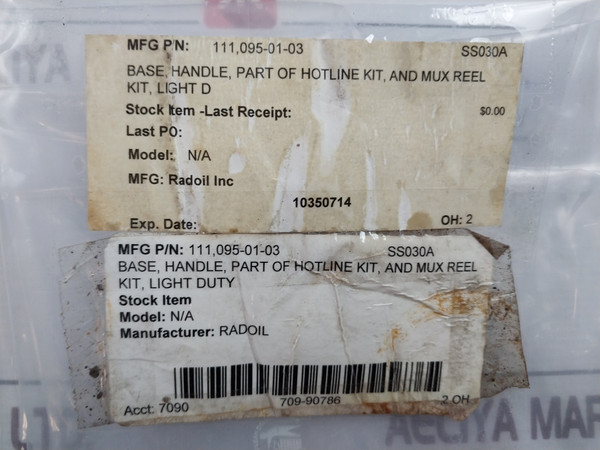 MFG P/N: 111,095-01-03 SS030A
BASE, HANDLE, PART OF HOTLINE KIT, AND MUX REEL
KIT, LIGHT D
Stock Item -Last Receipt: $0.00
Last PO:
Model: N/A
MFG: Radoil Inc
10350714
Exp. Date: OH: 2
MFG P/N: 111,095-01-03 SS030A
BASE, HANDLE, PART OF HOTLINE KIT, AND MUX REEL
KIT, LIGHT DUTY
Stock Item
Model: N/A
Manufacturer: RADOIL
Acct: 7090 709-90786 2 OH
LTD
AECIYA MAR